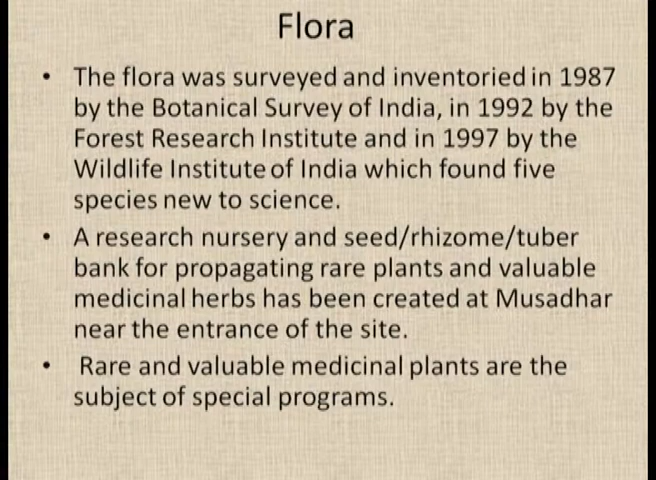 Flora
• The flora was surveyed and inventoried in 1987
by the Botanical Survey of India, in 1992 by the
Forest Research Institute and in 1997 by the
Wildlife Institute of India which found five
species new to science.
• A research nursery and seed/rhizome/tuber
bank for propagating rare plants and valuable
medicinal herbs has been created at Musadhar
near the entrance of the site.
• Rare and valuable medicinal plants are the
subject of special programs.